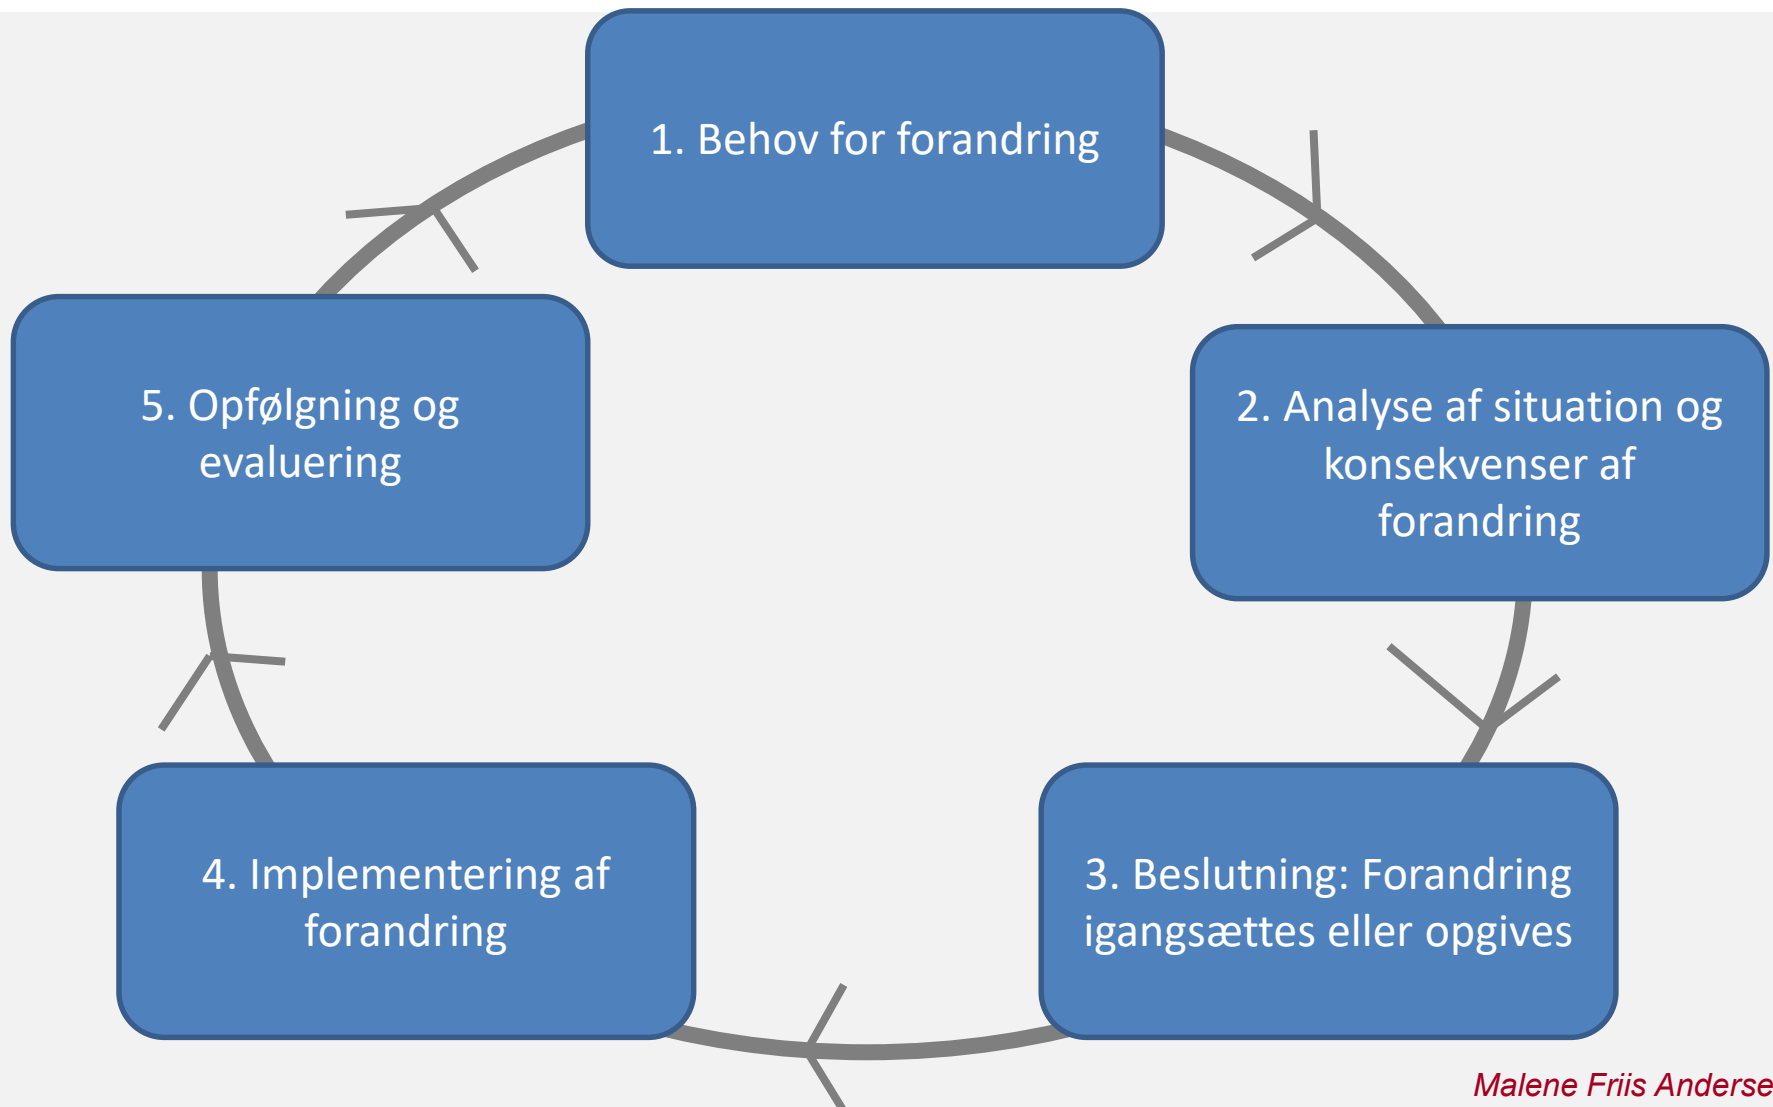 1. Behov for forandring
2. Analyse af situation og
konsekvenser af
forandring
3. Beslutning: Forandring
igangsættes eller opgives
4. Implementering af
forandring
5. Opfølgning og
evaluering
Malene Friis Anderse